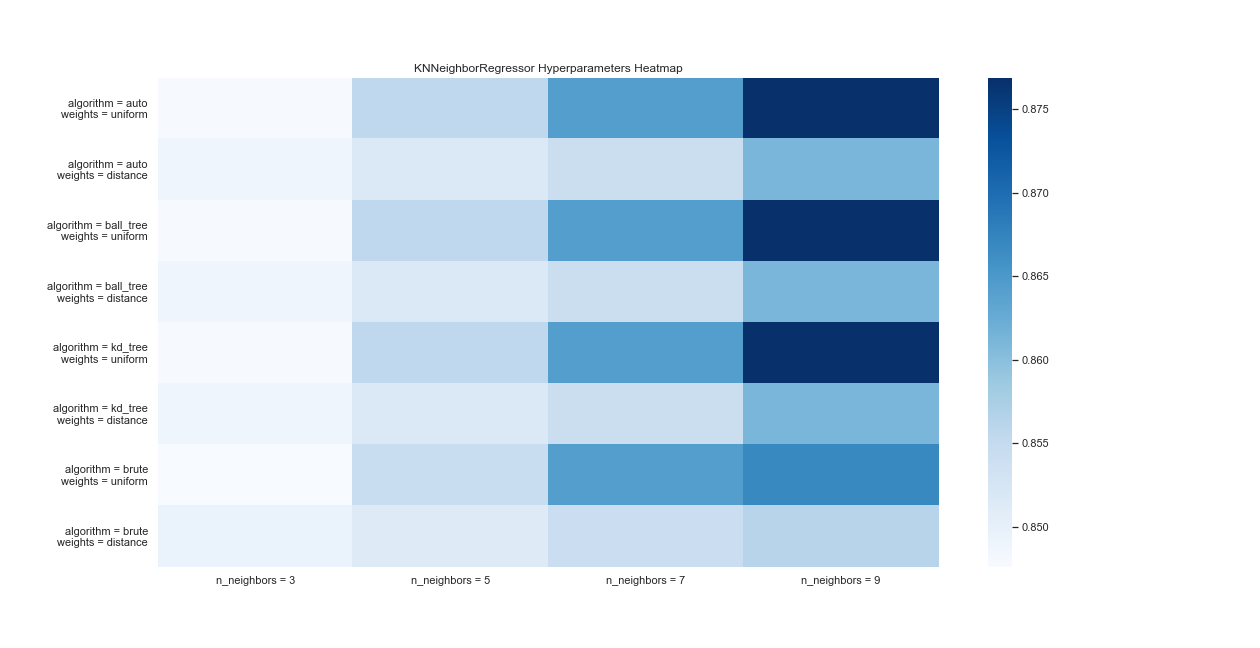 KNNeighborRegressor Hyperparameters Heatmap
algorithm = auto
weights = uniform
algorithm = auto
weights = distance
algorithm = ball_tree
weights = uniform
algorithm = ball_tree
weights = distance
algorithm = kd_tree
weights = uniform
algorithm = kd_tree
weights = distance
algorithm = brute
weights = uniform
algorithm = brute
weights = distance
n_neighbors = 3
n_neighbors = 5
n_neighbors = 7
n_neighbors = 9
0.875
0.870
0.865
0.860
0.855
0.850